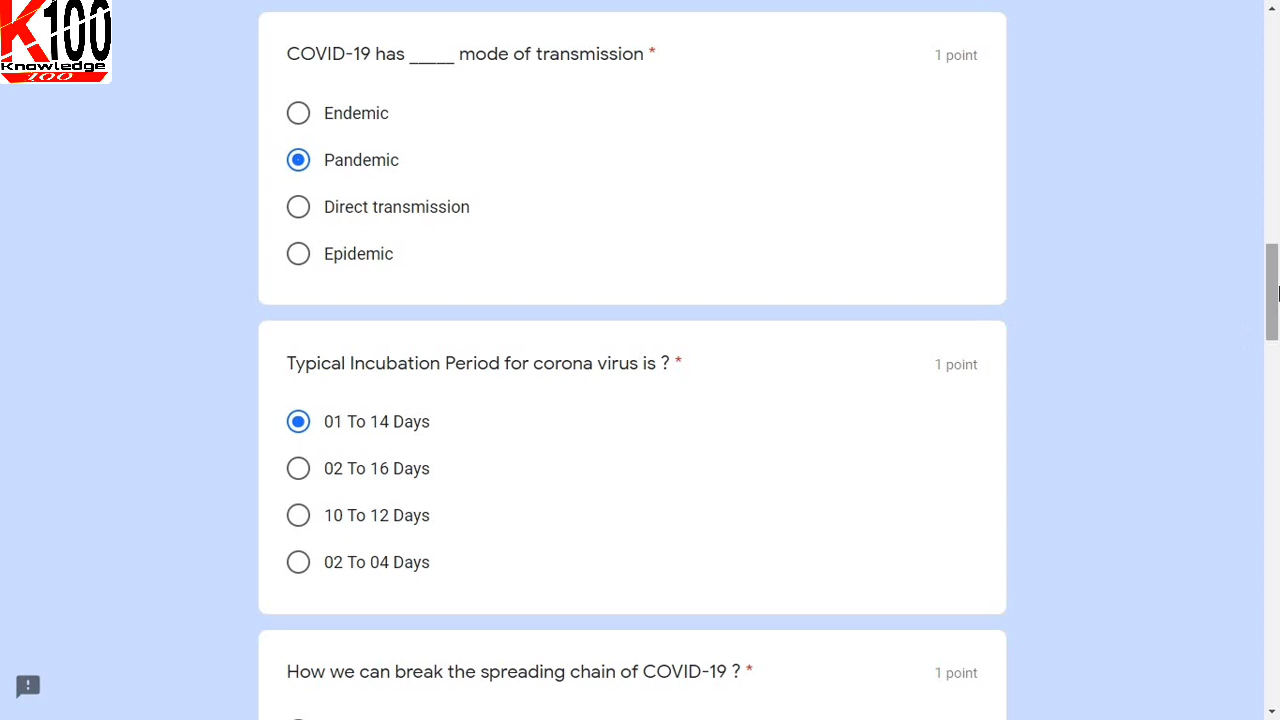 K100
Knowledge
100
COVID-19 has _____ mode of transmission *
1 point
Endemic
Pandemic
Direct transmission
Epidemic
Typical Incubation Period for corona virus is ? *
1 point
01 To 14 Days
02 To 16 Days
10 To 12 Days
02 To 04 Days
How we can break the spreading chain of COVID-19 ? *
1 point